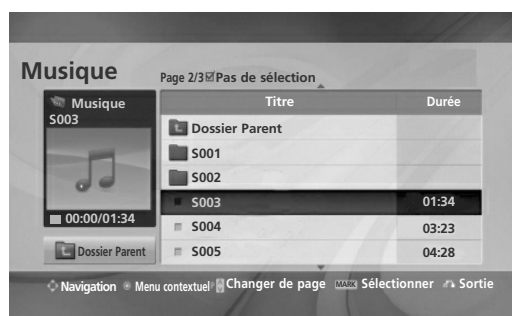 Musique
Page 2/3 Pas de sélection
Musique
S003
00:00/01:34
Dossier Parent
Titre Durée
Dossier Parent
S001
S002
S003 01:34
S004 03:23
S005 04:28
Navigation Menu contextuel P Changer de page MARK Sélectionner Sortie